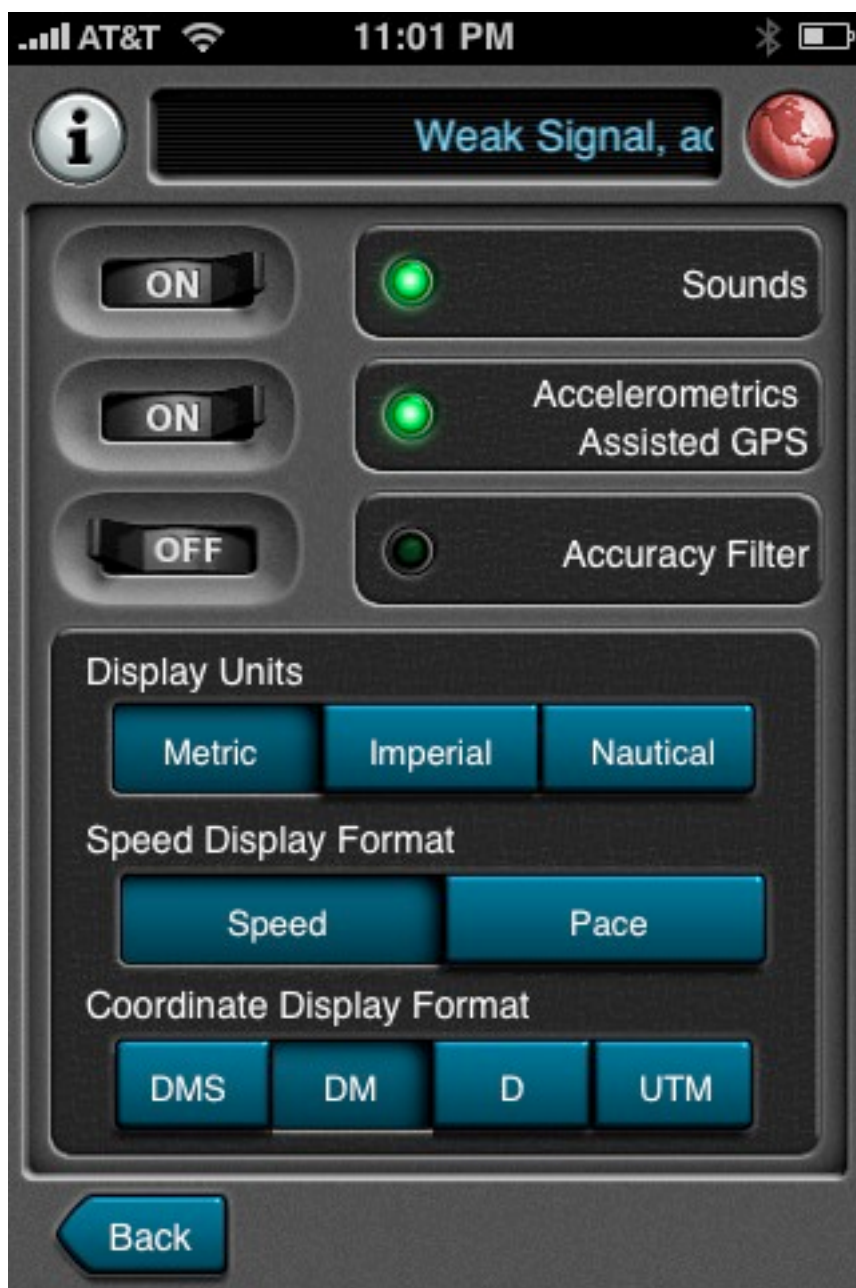 AT&T 11:01 PM
i Weak Signal,
ON Sounds
ON Accelerometrics
Assisted GPS
OFF Accuracy Filter
Display Units
Metric Imperial Nautical
Speed Display Format
Speed Pace
Coordinate Display Format
DMS DM D UTM
Back